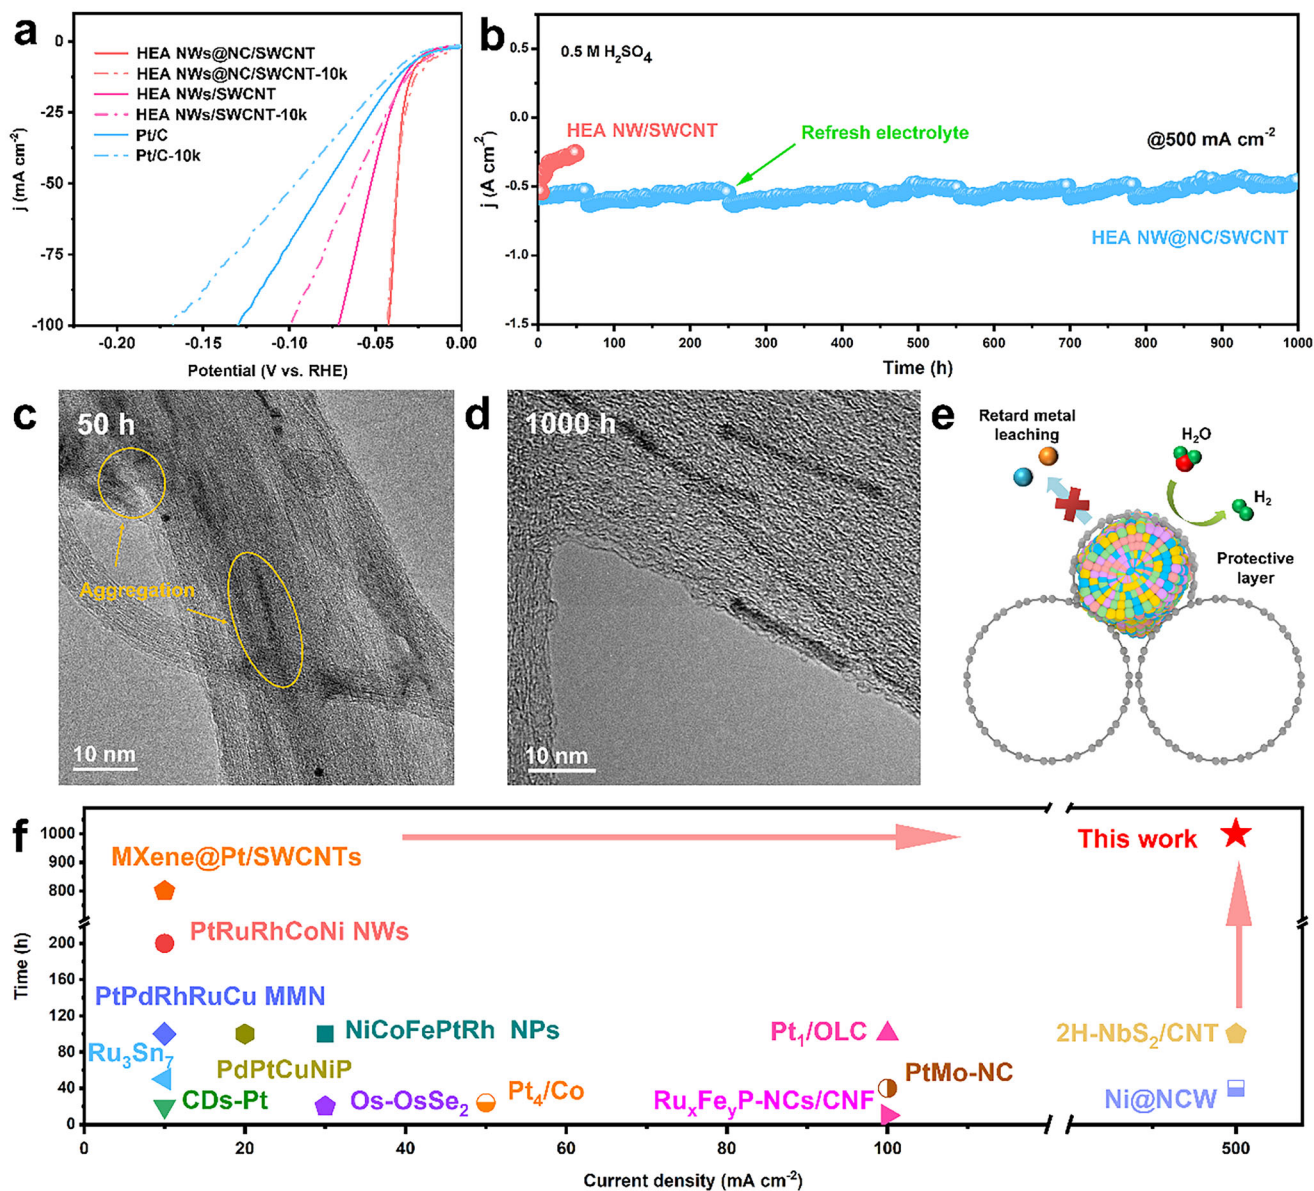 a
0
-25
-50
-75
-100
j (mA cm⁻²)
HEA NWs@NC/SWCNT
HEA NWs@NC/SWCNT-10k
HEA NWs/SWCNT
HEA NWs/SWCNT-10k
Pt/C
Pt/C-10k
-0.20 -0.15 -0.10 -0.05 0.00
Potential (V vs. RHE)
b
0.5
0.0
-0.5
-1.0
-1.5
j (A cm⁻²)
0.5 M H₂SO₄
HEA NW/SWCNT
Refresh electrolyte
@500 mA cm⁻²
HEA NW@NC/SWCNT
0 100 200 300 400 500 600 700 800 900 1000
Time (h)
c
50 h
Aggregation
10 nm
d
1000 h
10 nm
e
Retard metal
leaching
H₂O
H₂
Protective
layer
f
1000
900
800
200
160
120
80
40
0
Time (h)
This work
MXene@Pt/SWCNTs
PtRuRhCoNi NWs
PtPdRhRuCu MMN
NiCoFePtRh NPs
Pt₁/OLC
2H-NbS₂/CNT
Ru₃Sn₇
PdPtCuNiP
PtMo-NC
CDs-Pt
Os-OsSe₂
Pt₄/Co
RuₓFeᵧP-NCs/CNF
Ni@NCW
0 20 40 60 80 100 500
Current density (mA cm⁻²)